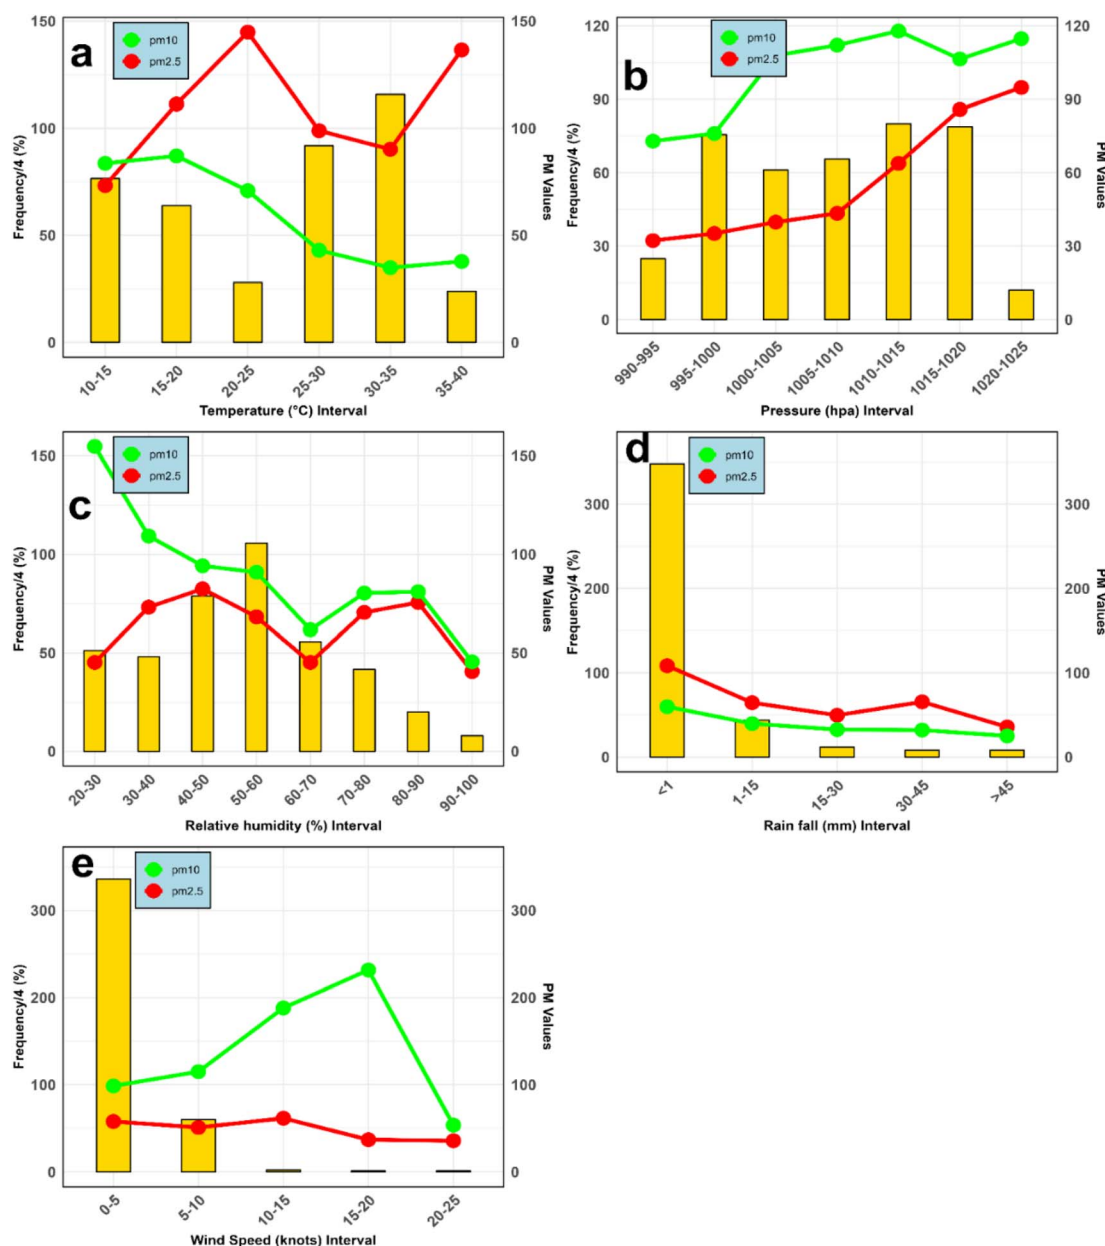 a
pm10
pm2.5
150
100
50
0
Frequency/4 (%)
150
100
50
0
PM Values
10-15
15-20
20-25
25-30
30-35
35-40
Temperature (°C) Interval
b
pm10
pm2.5
120
90
60
30
0
Frequency/4 (%)
120
90
60
30
0
PM Values
990-995
995-1000
1000-1005
1005-1010
1010-1015
1015-1020
1020-1025
Pressure (hpa) Interval
c
pm10
pm2.5
150
100
50
0
Frequency/4 (%)
150
100
50
0
PM Values
20-30
30-40
40-50
50-60
60-70
70-80
80-90
90-100
Relative humidity (%) Interval
d
pm10
pm2.5
300
200
100
0
Frequency/4 (%)
300
200
100
0
PM Values
<1
1-15
15-30
30-45
>45
Rain fall (mm) Interval
e
pm10
pm2.5
300
200
100
0
Frequency/4 (%)
300
200
100
0
PM Values
0-5
5-10
10-15
15-20
20-25
Wind Speed (knots) Interval